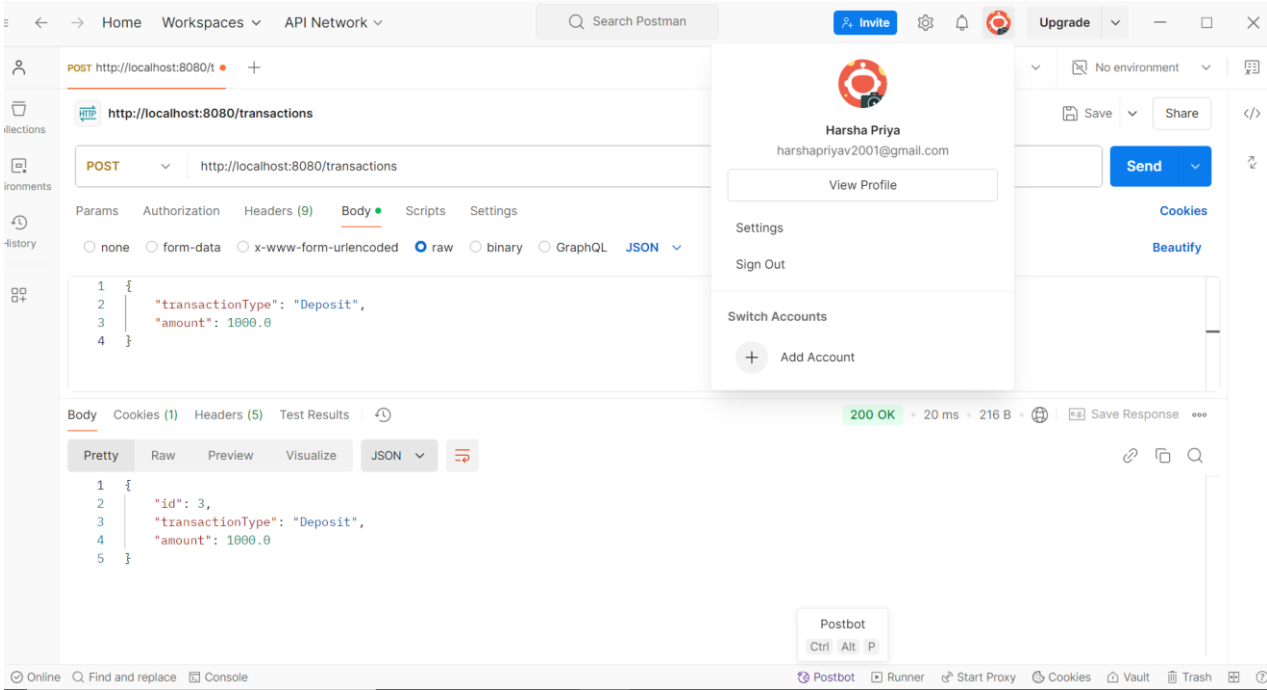 Home Workspaces API Network Search Postman Invite Upgrade
POST http://localhost:8080/t No environment
HTTP http://localhost:8080/transactions Save Share
Harsha Priya
harshapriyav2001@gmail.com
POST http://localhost:8080/transactions Send
View Profile
Params Authorization Headers (9) Body Scripts Settings Cookies
Settings
none form-data x-www-form-urlencoded raw binary GraphQL JSON Beautify
Sign Out
ollections
ironments
History
1 {
2 "transactionType": "Deposit",
3 "amount": 1000.0
4 }
Switch Accounts
Add Account
Body Cookies (1) Headers (5) Test Results 200 OK 20 ms 216 B e.g. Save Response
Pretty Raw Preview Visualize JSON
1 {
2 "id": 3,
3 "transactionType": "Deposit",
4 "amount": 1000.0
5 }
Postbot
Ctrl Alt P
Online Find and replace Console Postbot Runner Start Proxy Cookies Vault Trash